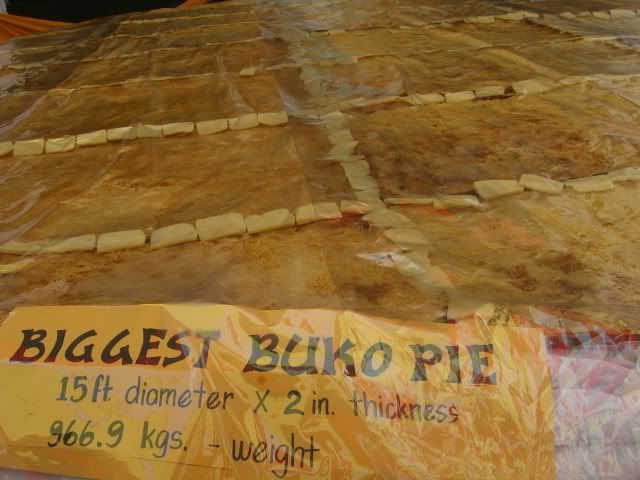 BIGGEST BUKO PIE
15 ft. diameter X 2 in. thickness
966.9 kgs. - weight